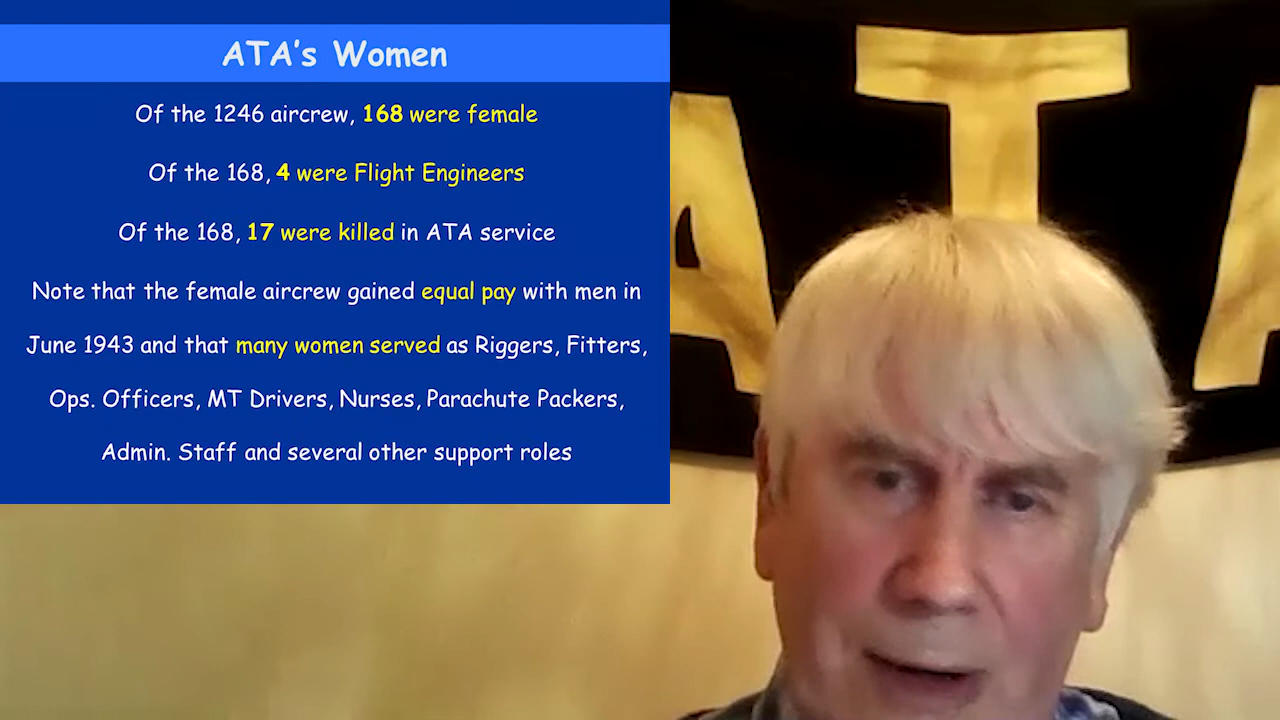 ATA's Women
Of the 1246 aircrew, 168 were female
Of the 168, 4 were Flight Engineers
Of the 168, 17 were killed in ATA service
Note that the female aircrew gained equal pay with men in
June 1943 and that many women served as Riggers, Fitters,
Ops. Officers, MT Drivers, Nurses, Parachute Packers,
Admin. Staff and several other support roles
ATA